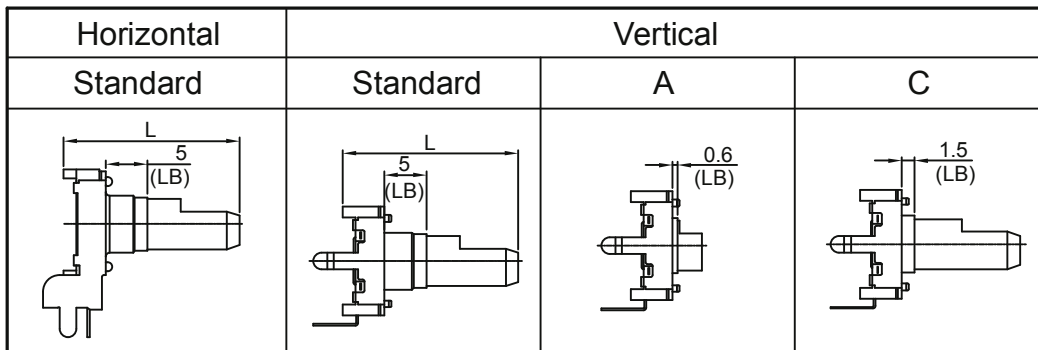 Horizontal
Vertical
Standard
Standard
A
C
L
5
(LB)
L
5
(LB)
0.6
(LB)
1.5
(LB)